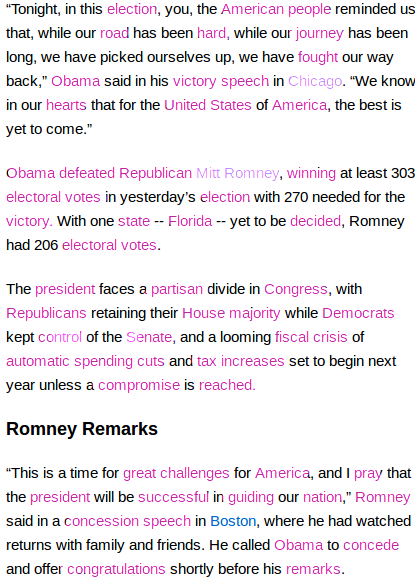 “Tonight, in this election, you, the American people reminded us
that, while our road has been hard, while our journey has been
long, we have picked ourselves up, we have fought our way
back,” Obama said in his victory speech in Chicago. “We know
in our hearts that for the United States of America, the best is
yet to come.”
Obama defeated Republican Mitt Romney, winning at least 303
electoral votes in yesterday’s election with 270 needed for the
victory. With one state -- Florida -- yet to be decided, Romney
had 206 electoral votes.
The president faces a partisan divide in Congress, with
Republicans retaining their House majority while Democrats
kept control of the Senate, and a looming fiscal crisis of
automatic spending cuts and tax increases set to begin next
year unless a compromise is reached.
Romney Remarks
“This is a time for great challenges for America, and I pray that
the president will be successful in guiding our nation,” Romney
said in a concession speech in Boston, where he had watched
returns with family and friends. He called Obama to concede
and offer congratulations shortly before his remarks.